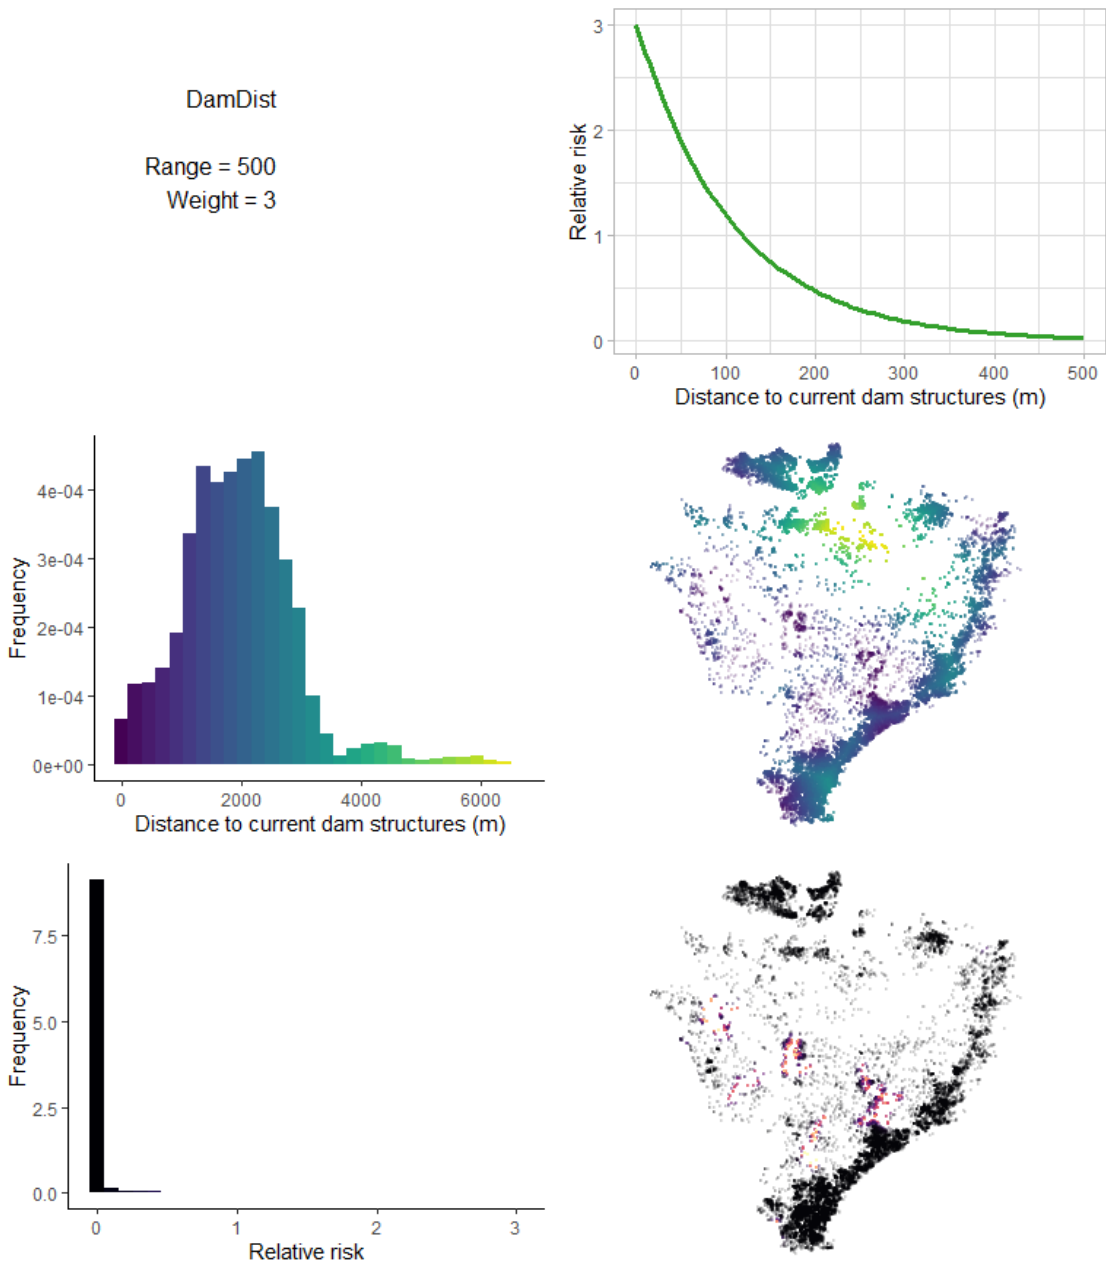 DamDist
Range = 500
Weight = 3
3
2
1
0
Relative risk
0 100 200 300 400 500
Distance to current dam structures (m)
4e-04
3e-04
2e-04
1e-04
0e+00
Frequency
0 2000 4000 6000
Distance to current dam structures (m)
7.5
5.0
2.5
0.0
Frequency
0 1 2 3
Relative risk